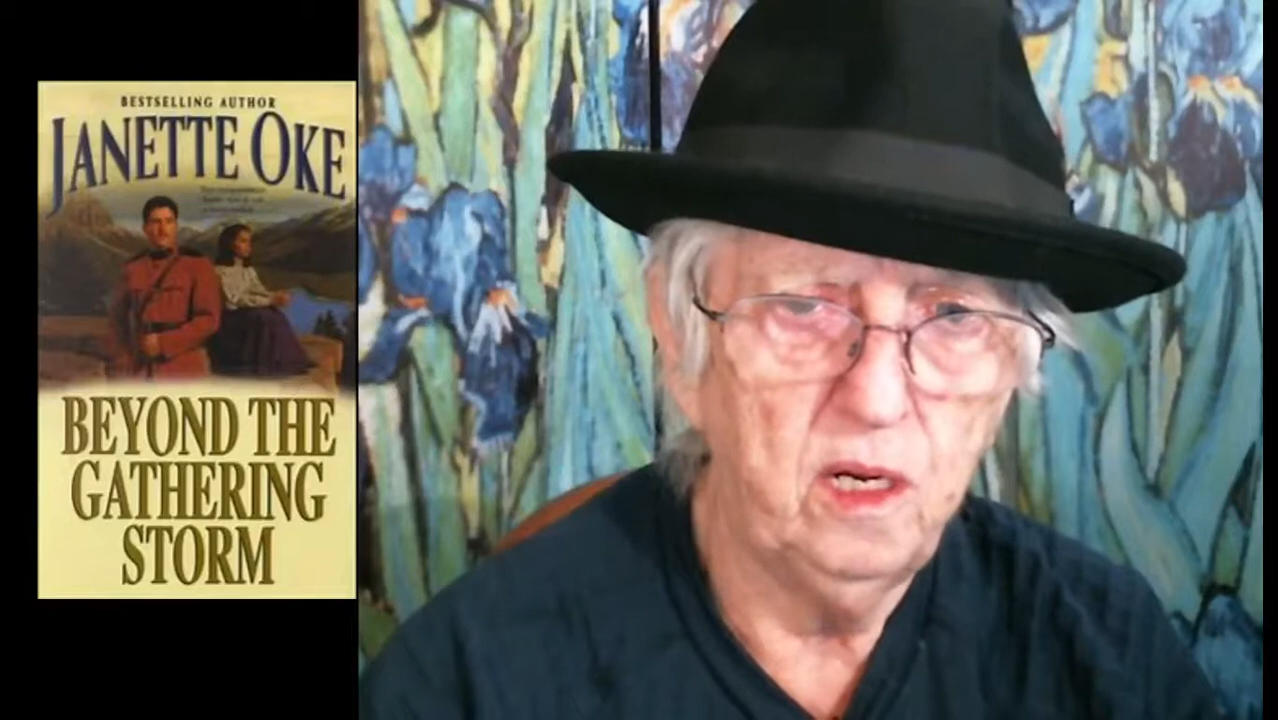 BESTSELLING AUTHOR
JANETTE OKE
BEYOND THE
GATHERING
STORM